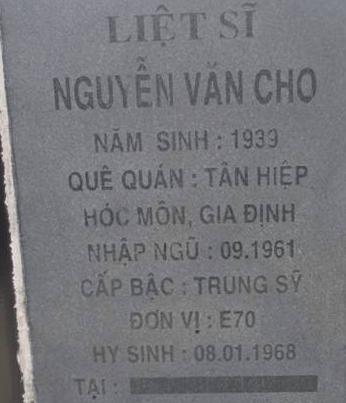 LIỆT SĨ
NGUYỄN VĂN CHO
NĂM SINH : 1939
QUÊ QUÁN : TÂN HIỆP
HÓC MÔN, GIA ĐỊNH
NHẬP NGŨ : 09.1961
CẤP BẬC : TRUNG SỸ
ĐƠN VỊ : E70
HY SINH : 08.01.1968
TẠI :